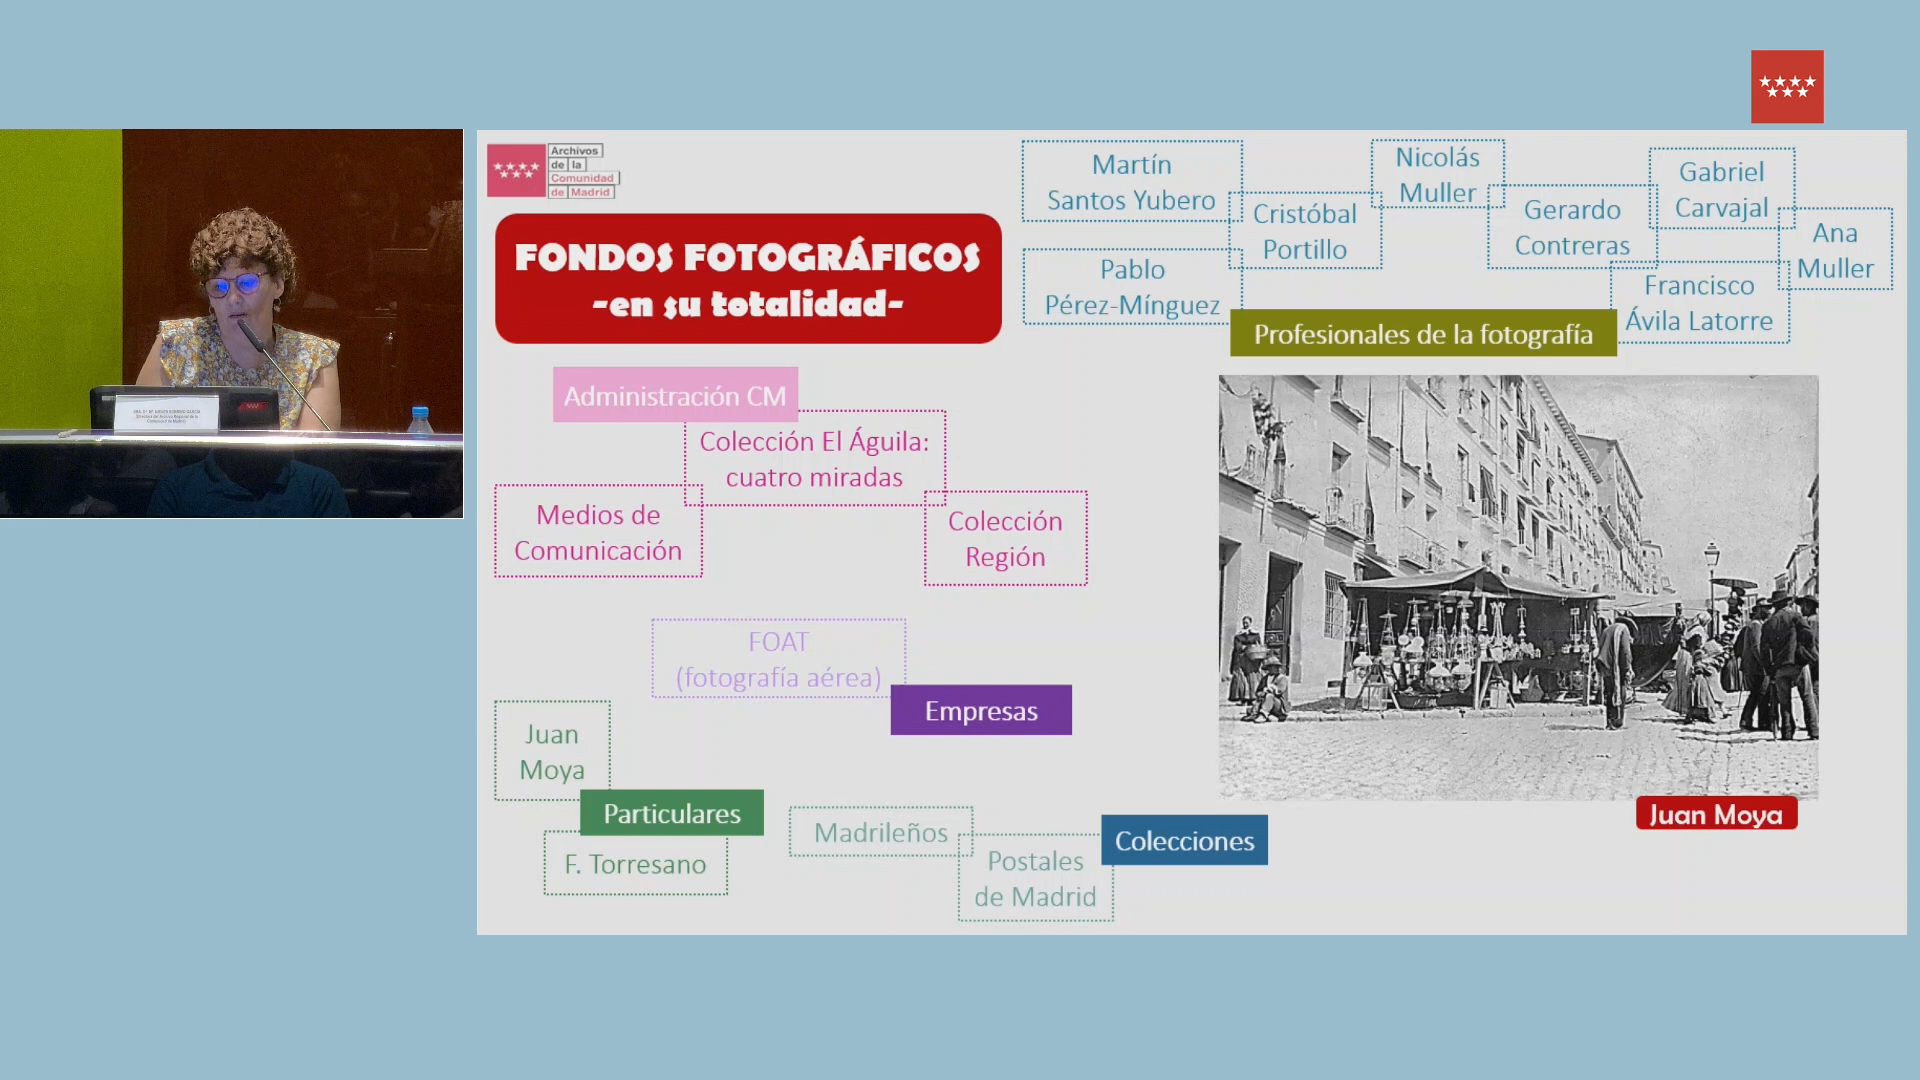 Archivos
de la
Comunidad
de Madrid
FONDOS FOTOGRÁFICOS
-en su totalidad-
Martín
Santos Yubero
Cristóbal
Portillo
Nicolás
Muller
Gerardo
Contreras
Gabriel
Carvajal
Ana
Muller
Pablo
Pérez-Mínguez
Francisco
Ávila Latorre
Profesionales de la fotografía
Administración CM
Colección El Águila:
cuatro miradas
Medios de
Comunicación
Colección
Región
FOAT
(fotografía aérea)
Empresas
Juan
Moya
Particulares
F. Torresano
Madrileños
Postales
de Madrid
Colecciones
Juan Moya